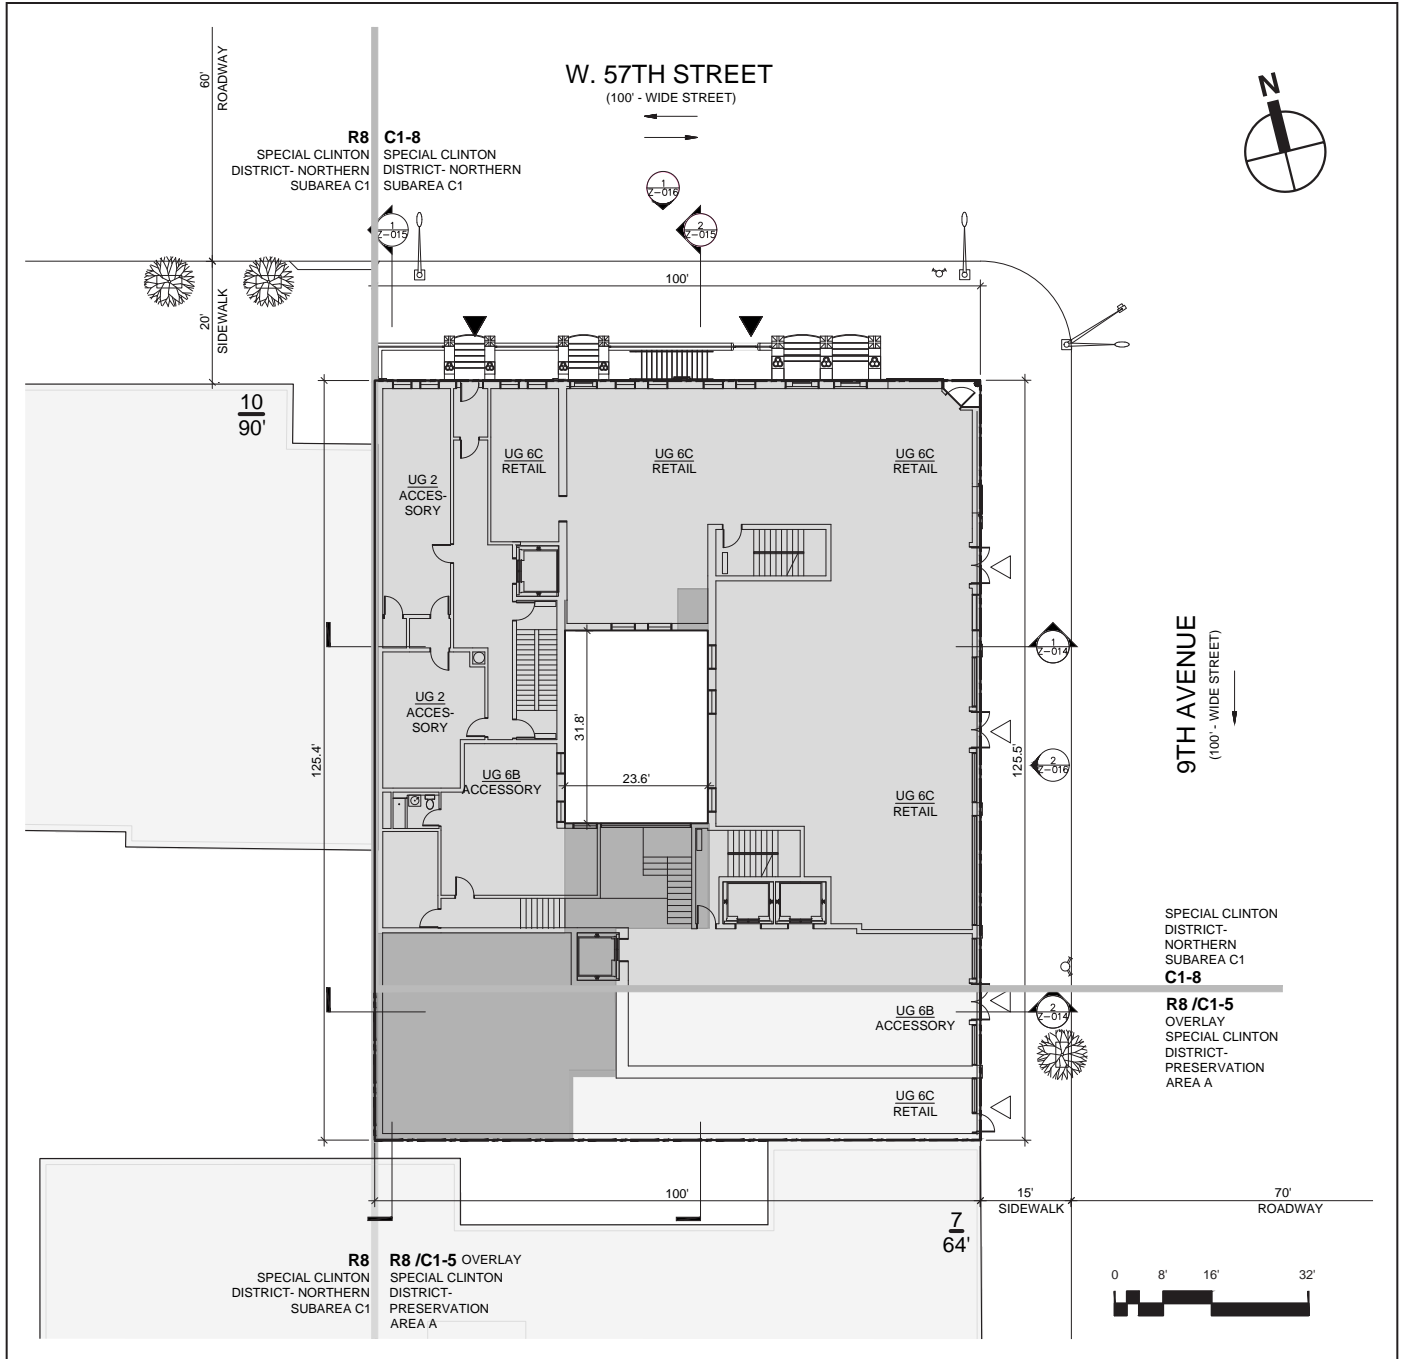 W. 57TH STREET
(100' - WIDE STREET)
N
60'
ROADWAY
R8
SPECIAL CLINTON
DISTRICT- NORTHERN
SUBAREA C1
C1-8
SPECIAL CLINTON
DISTRICT- NORTHERN
SUBAREA C1
1
Z-016
1
Z-015
2
Z-015
100'
20'
SIDEWALK
10
90'
UG 2
ACCES-
SORY
UG 6C
RETAIL
UG 6C
RETAIL
UG 6C
RETAIL
1
Z-014
9TH AVENUE
(100' - WIDE STREET)
UG 2
ACCES-
SORY
31.8'
23.6'
125.4'
125.5'
2
Z-016
UG 6B
ACCESSORY
UG 6C
RETAIL
SPECIAL CLINTON
DISTRICT-
NORTHERN
SUBAREA C1
C1-8
R8 /C1-5
OVERLAY
SPECIAL CLINTON
DISTRICT-
PRESERVATION
AREA A
2
Z-014
UG 6B
ACCESSORY
UG 6C
RETAIL
100'
15'
SIDEWALK
70'
ROADWAY
7
64'
R8
SPECIAL CLINTON
DISTRICT- NORTHERN
SUBAREA C1
R8 /C1-5 OVERLAY
SPECIAL CLINTON
DISTRICT-
PRESERVATION
AREA A
0 8' 16' 32'